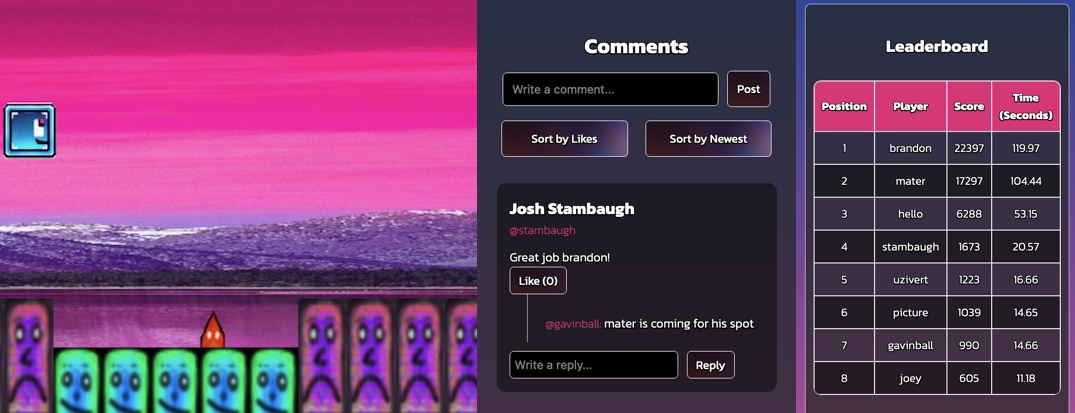 Comments
Write a comment...
Post
Sort by Likes
Sort by Newest
Josh Stambaugh
@stambaugh
Great job brandon!
Like (0)
@gavinball: mater is coming for his spot
Write a reply...
Reply
Leaderboard
Position Player Score Time (Seconds)
1 brandon 22397 119.97
2 mater 17297 104.44
3 hello 6288 53.15
4 stambaugh 1673 20.57
5 uzivert 1223 16.66
6 picture 1039 14.65
7 gavinball 990 14.66
8 joey 605 11.18